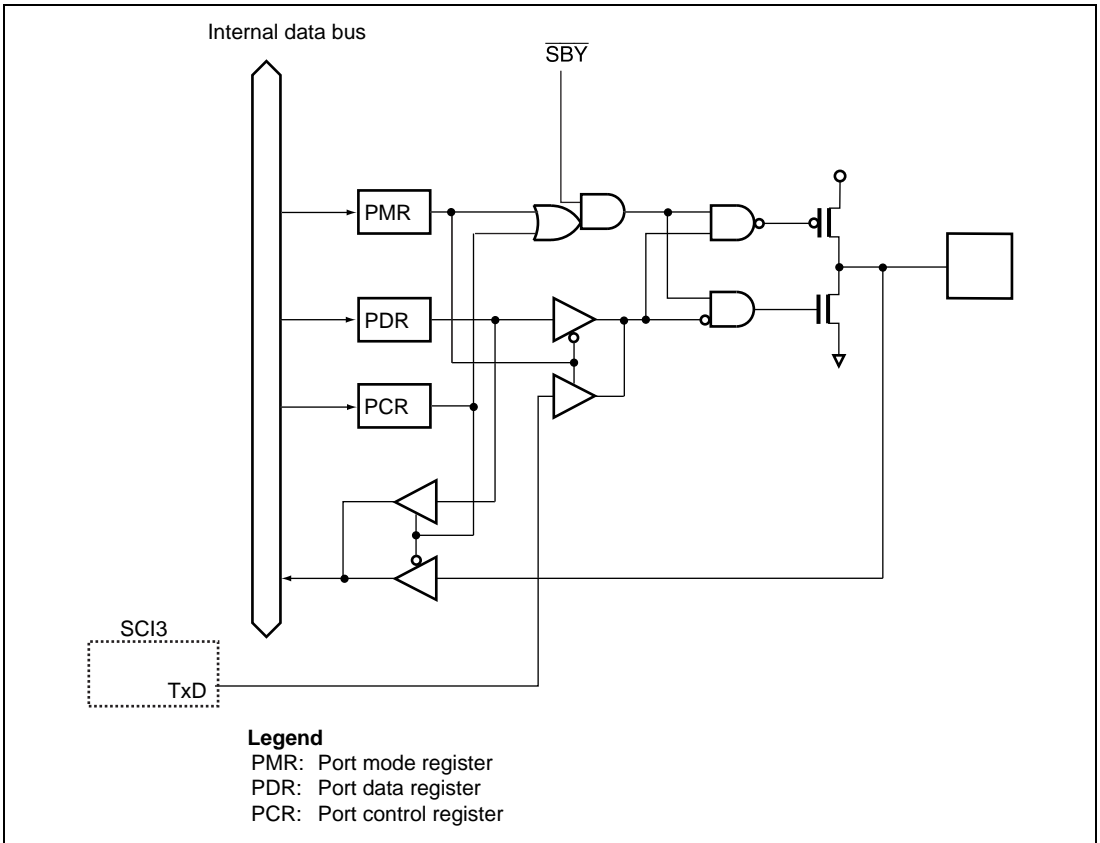 Internal data bus
S̅B̅Y̅
PMR
PDR
PCR
SCI3
TxD
Legend
PMR: Port mode register
PDR: Port data register
PCR: Port control register